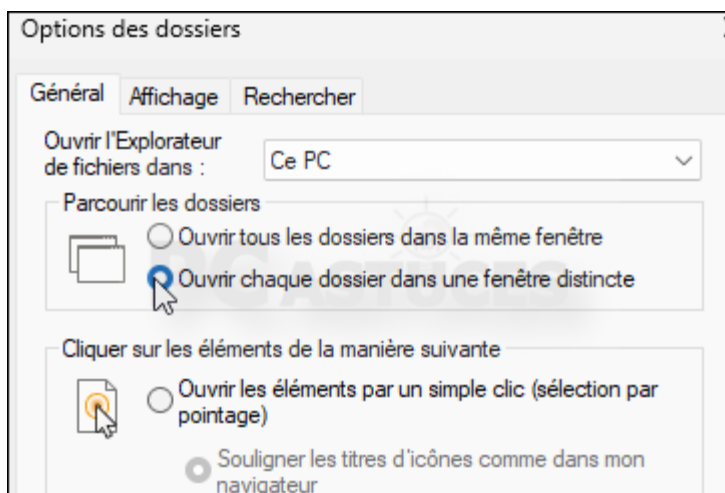 Options des dossiers
Général Affichage Rechercher
Ouvrir l'Explorateur
de fichiers dans :
Ce PC
Parcourir les dossiers
Ouvrir tous les dossiers dans la même fenêtre
Ouvrir chaque dossier dans une fenêtre distincte
PC ASTUCES
Cliquer sur les éléments de la manière suivante
Ouvrir les éléments par un simple clic (sélection par
pointage)
Souligner les titres d'icônes comme dans mon
navigateur